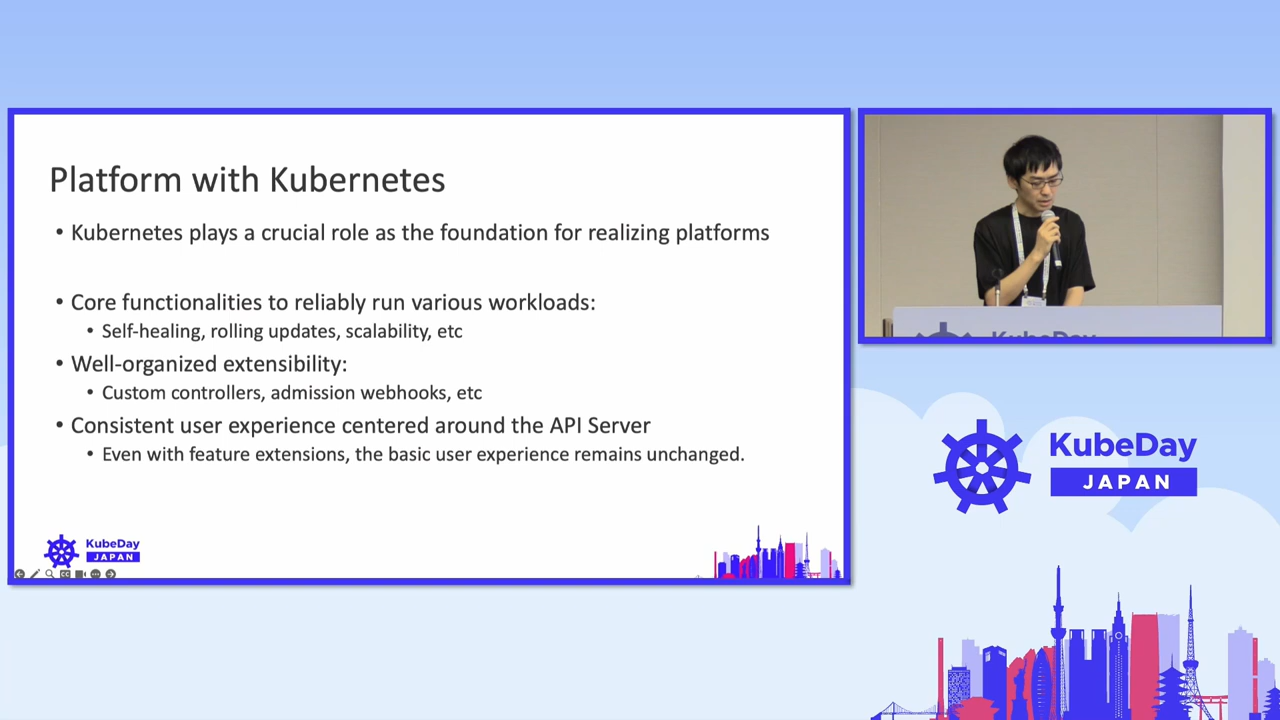 Platform with Kubernetes
• Kubernetes plays a crucial role as the foundation for realizing platforms
• Core functionalities to reliably run various workloads:
• Self-healing, rolling updates, scalability, etc
• Well-organized extensibility:
• Custom controllers, admission webhooks, etc
• Consistent user experience centered around the API Server
• Even with feature extensions, the basic user experience remains unchanged.
KubeDay
JAPAN
KubeDay
KubeDay
JAPAN